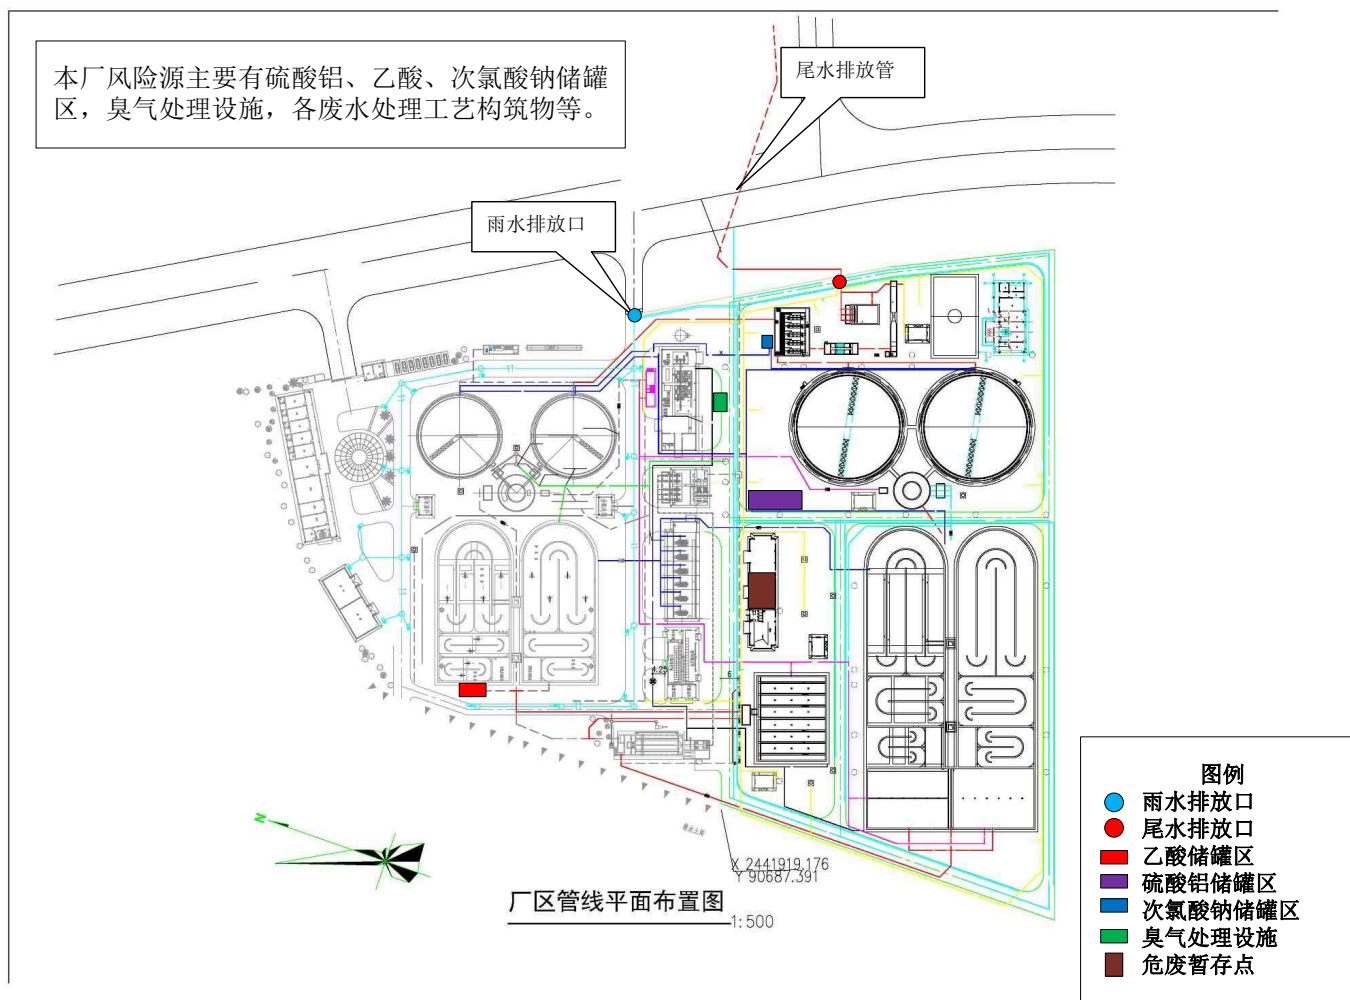 本厂风险源主要有硫酸铝、乙酸、次氯酸钠储罐
区，臭气处理设施，各废水处理工艺构筑物等。
尾水排放管
雨水排放口
4.25
6
N
X 2441919.176
Y 90687.391
厂区管线平面布置图
1:500
图例
雨水排放口
尾水排放口
乙酸储罐区
硫酸铝储罐区
次氯酸钠储罐区
臭气处理设施
危废暂存点